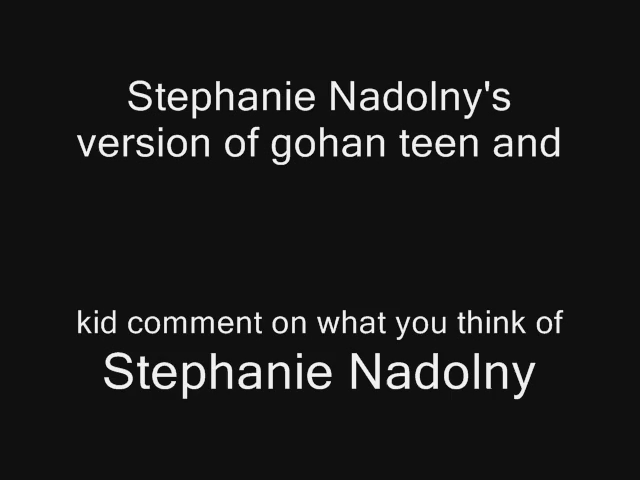 Stephanie Nadolny's
version of gohan teen and
kid comment on what you think of
Stephanie Nadolny